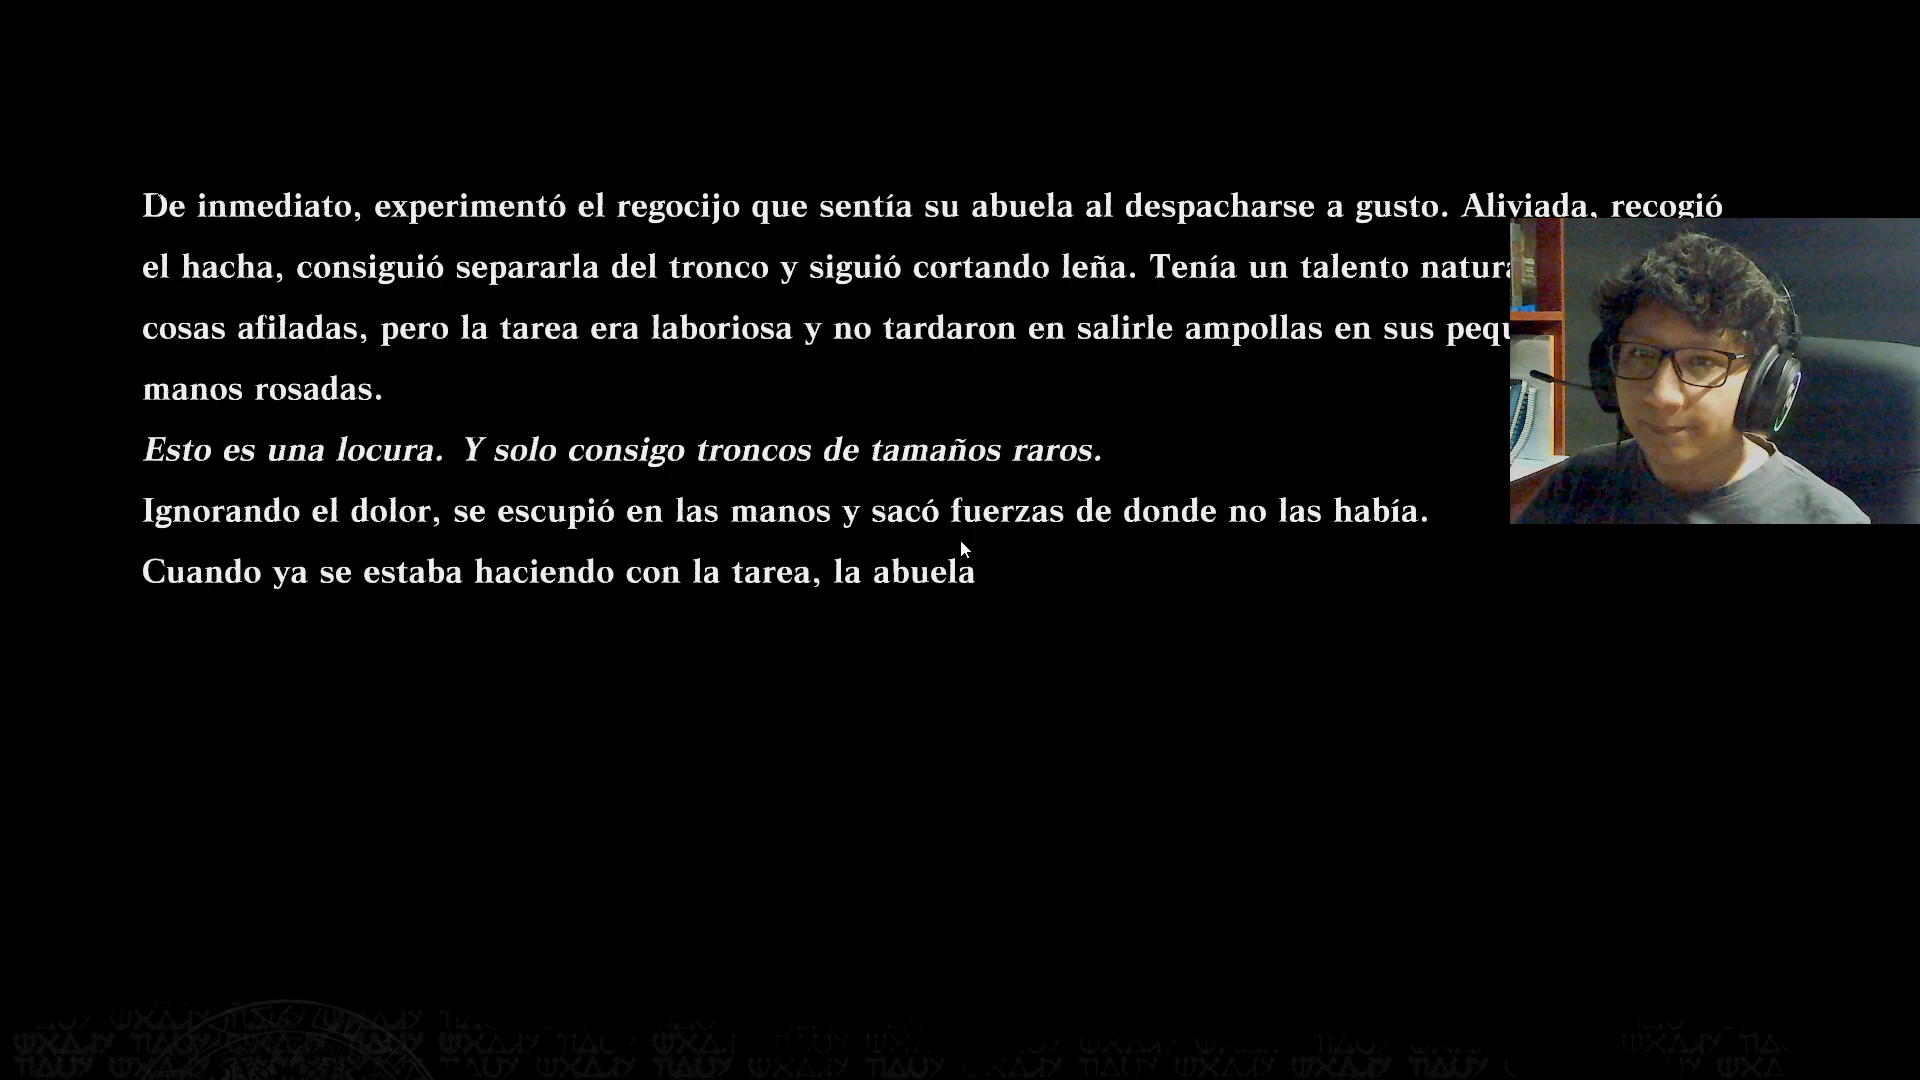 De inmediato, experimentó el regocijo que sentía su abuela al despacharse a gusto. Aliviada, recogió
el hacha, consiguió separarla del tronco y siguió cortando leña. Tenía un talento
cosas afiladas, pero la tarea era laboriosa y no tardaron en salirle ampollas en sus
manos rosadas.
Esto es una locura. Y solo consigo troncos de tamaños raros.
Ignorando el dolor, se escupió en las manos y sacó fuerzas de donde no las había.
Cuando ya se estaba haciendo con la tarea, la abuela